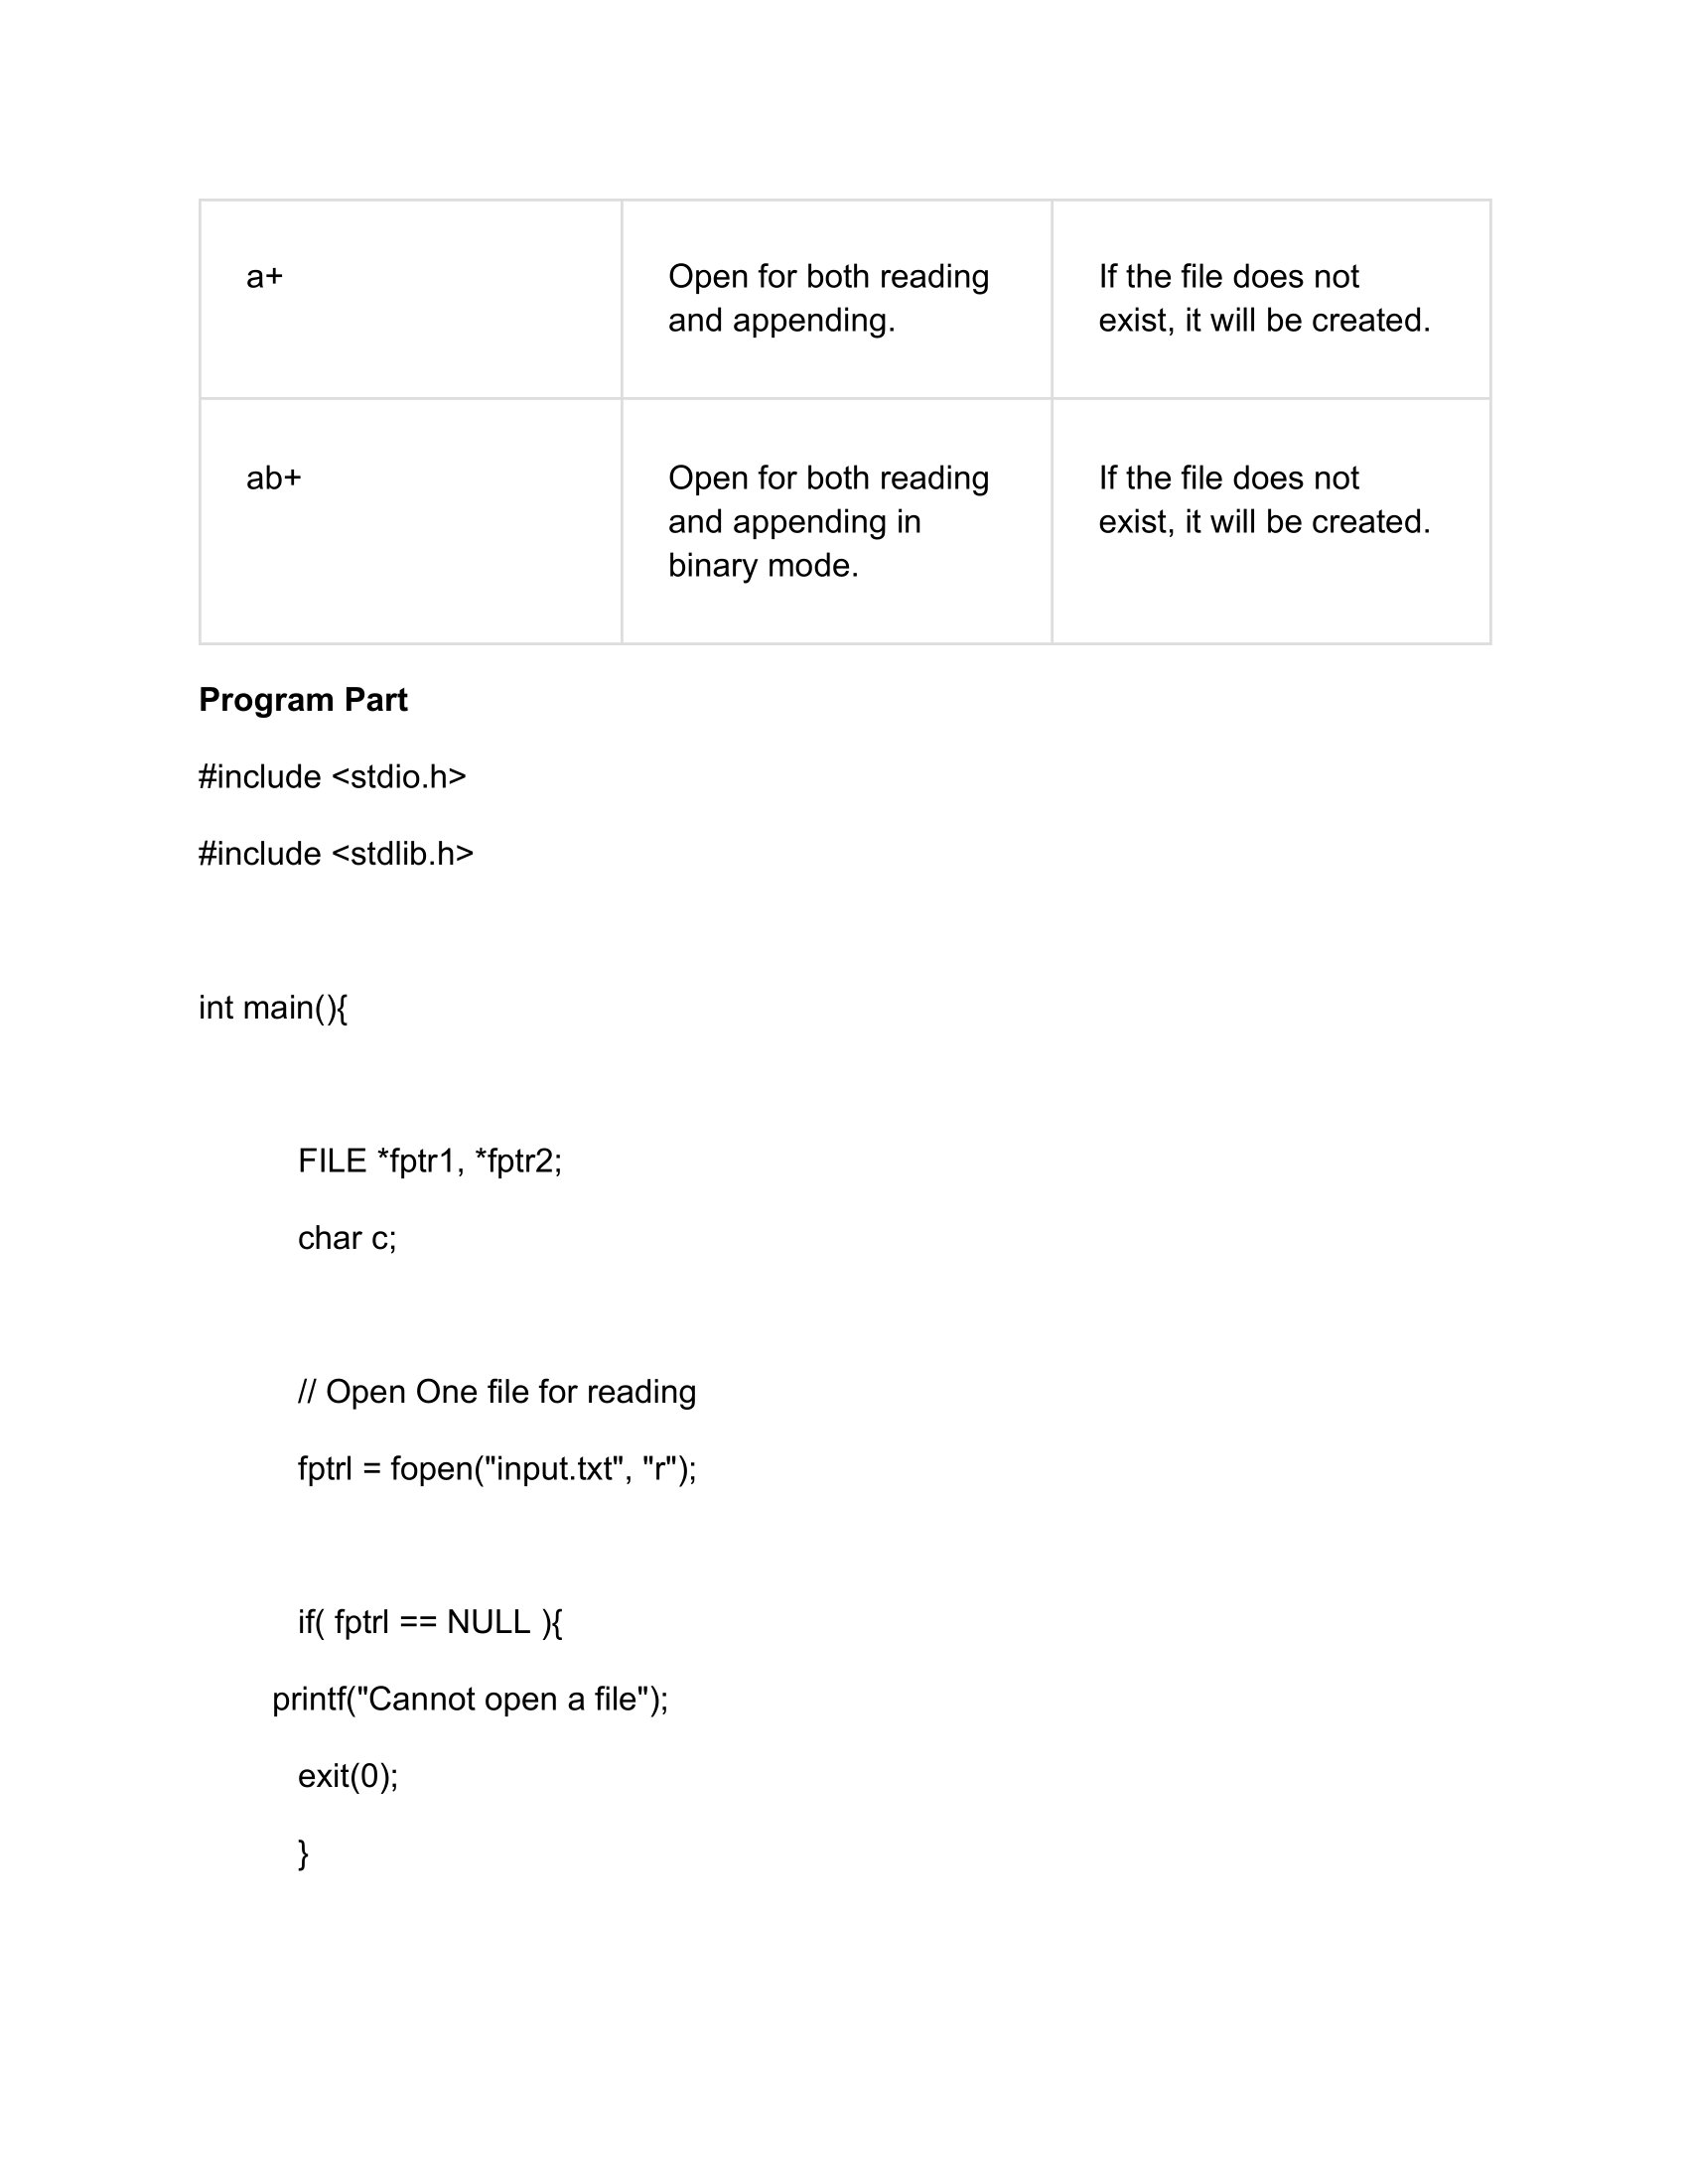 a+
Open for both reading
and appending.
If the file does not
exist, it will be created.
ab+
Open for both reading
and appending in
binary mode.
If the file does not
exist, it will be created.
Program Part
#include <stdio.h>
#include <stdlib.h>
int main(){
FILE *fptr1, *fptr2;
char c;
// Open One file for reading
fptrl = fopen("input.txt", "r");
if( fptrl == NULL ){
printf("Cannot open a file");
exit(0);
}